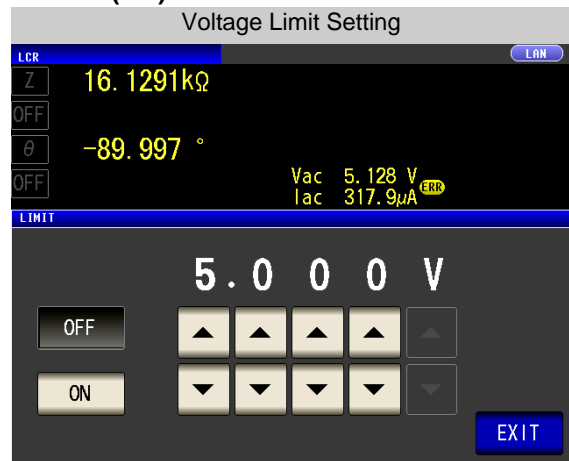 Voltage Limit Setting
LCR LAN
Z 16.1291kΩ
OFF
θ -89.997 °
OFF Vac 5.128 V ERR
Iac 317.9μA
LIMIT
5.000 V
OFF
ON
EXIT